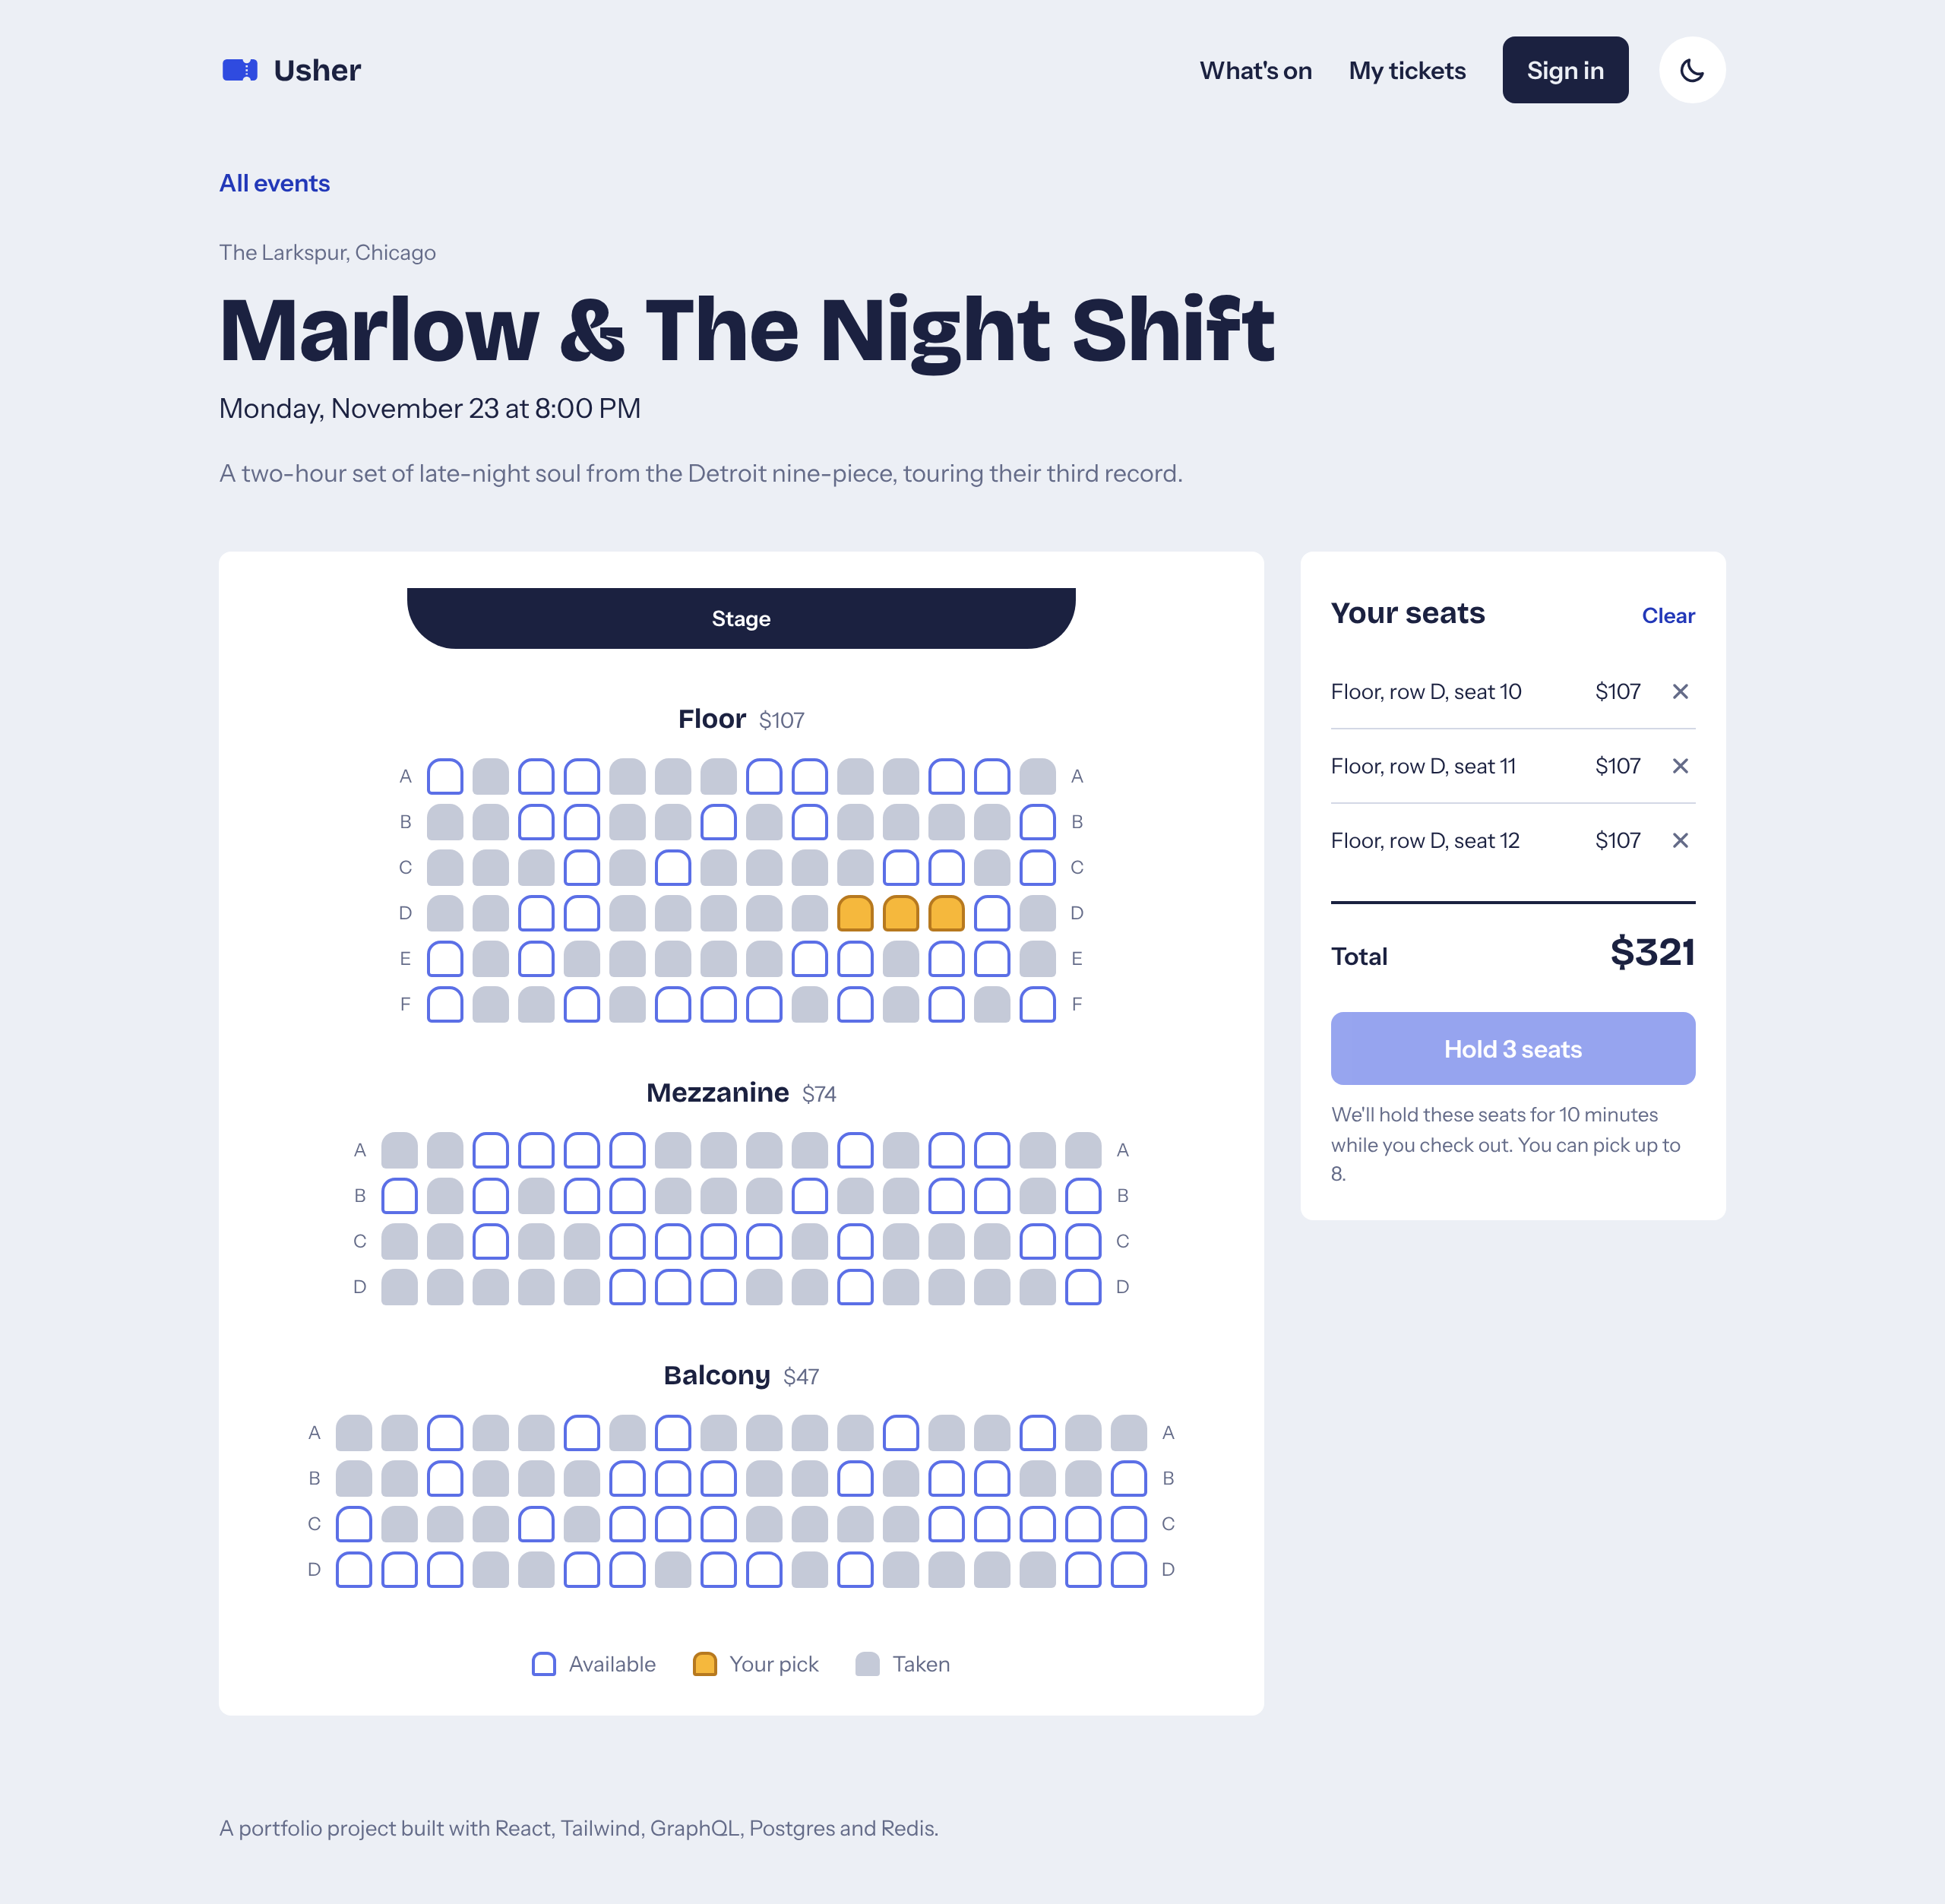 Usher
What's on
My tickets
Sign in
All events
The Larkspur, Chicago
Marlow & The Night Shift
Monday, November 23 at 8:00 PM
A two-hour set of late-night soul from the Detroit nine-piece, touring their third record.
Stage
Floor $107
A A
B B
C C
D D
E E
F F
Mezzanine $74
A A
B B
C C
D D
Balcony $47
A A
B B
C C
D D
Available
Your pick
Taken
Your seats
Clear
Floor, row D, seat 10 $107
Floor, row D, seat 11 $107
Floor, row D, seat 12 $107
Total $321
Hold 3 seats
We'll hold these seats for 10 minutes
while you check out. You can pick up to
8.
A portfolio project built with React, Tailwind, GraphQL, Postgres and Redis.